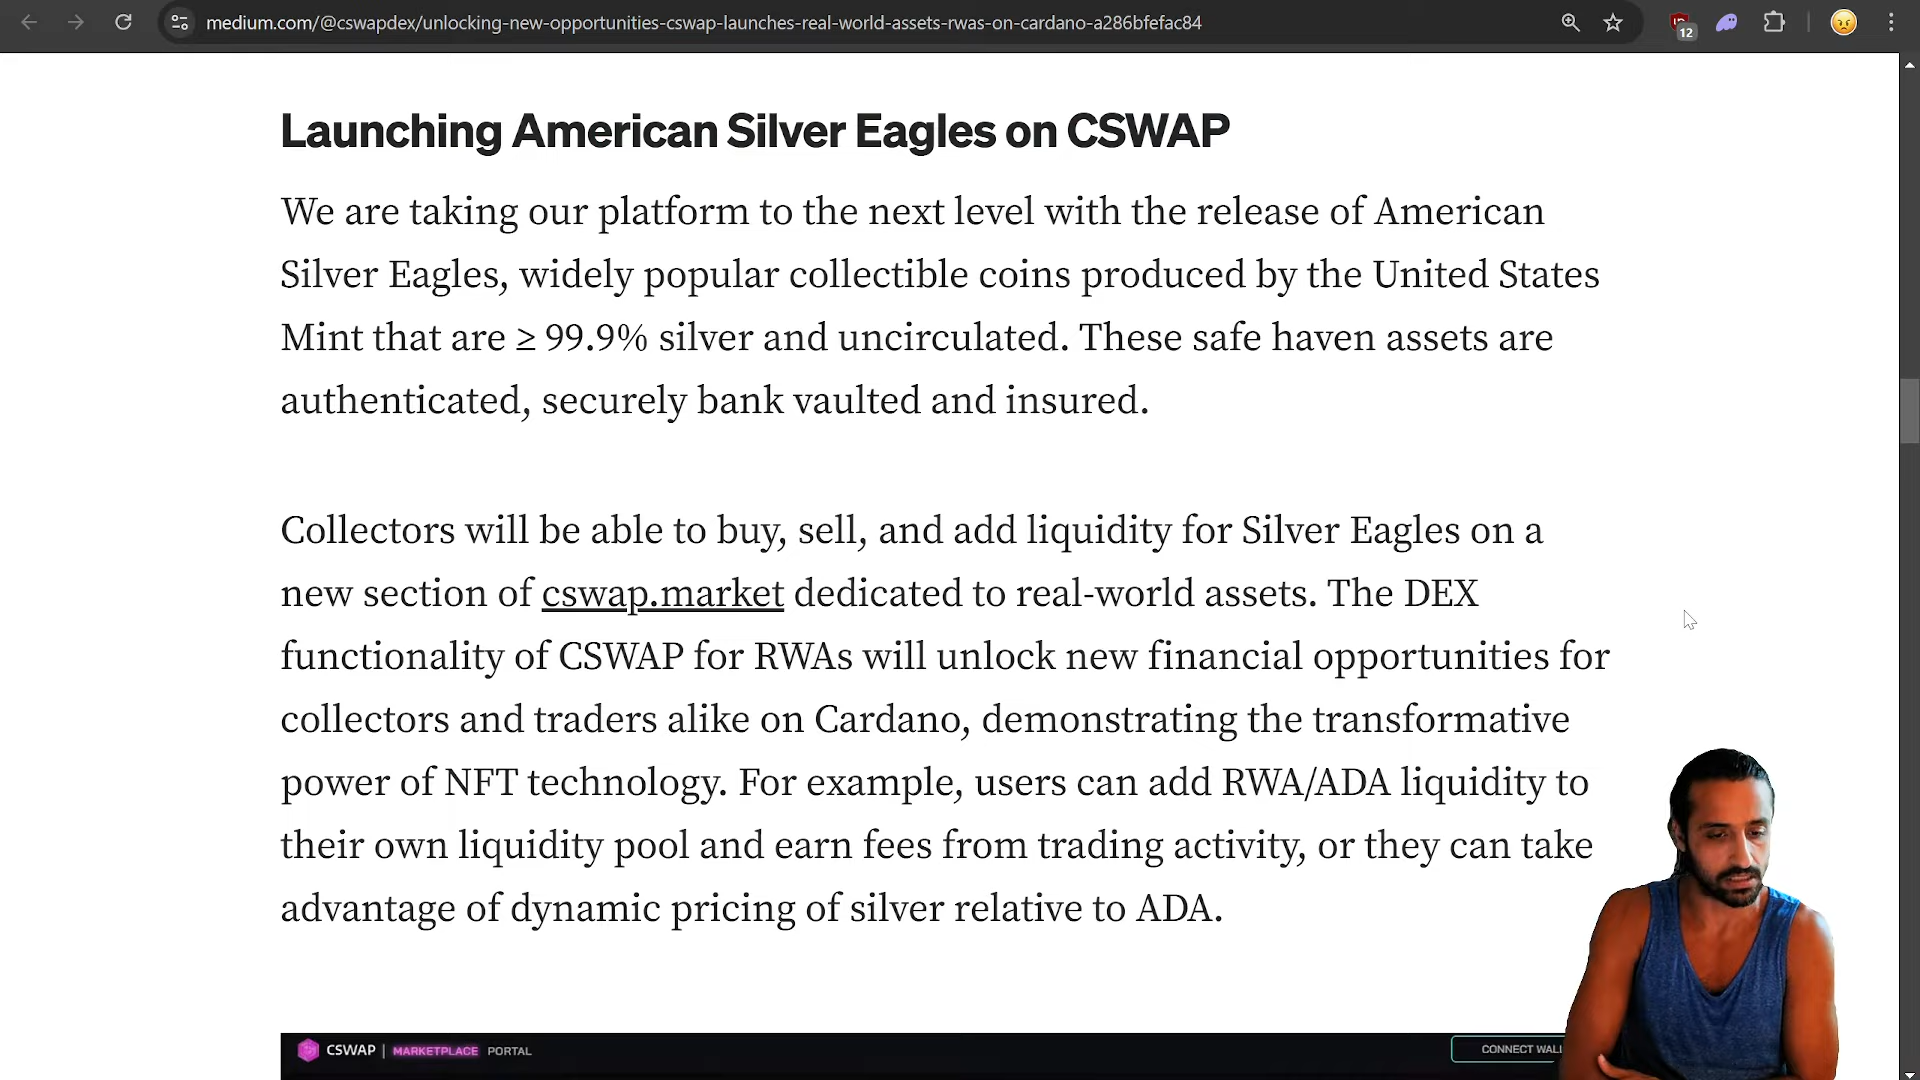 medium.com/@cswapdex/unlocking-new-opportunities-cswap-launches-real-world-assets-rwas-on-cardano-a286bfefac84
12
Launching American Silver Eagles on CSWAP
We are taking our platform to the next level with the release of American
Silver Eagles, widely popular collectible coins produced by the United States
Mint that are ≥ 99.9% silver and uncirculated. These safe haven assets are
authenticated, securely bank vaulted and insured.
Collectors will be able to buy, sell, and add liquidity for Silver Eagles on a
new section of cswap.market dedicated to real-world assets. The DEX
functionality of CSWAP for RWAs will unlock new financial opportunities for
collectors and traders alike on Cardano, demonstrating the transformative
power of NFT technology. For example, users can add RWA/ADA liquidity to
their own liquidity pool and earn fees from trading activity, or they can take
advantage of dynamic pricing of silver relative to ADA.
CSWAP | MARKETPLACE PORTAL
CONNECT WALL